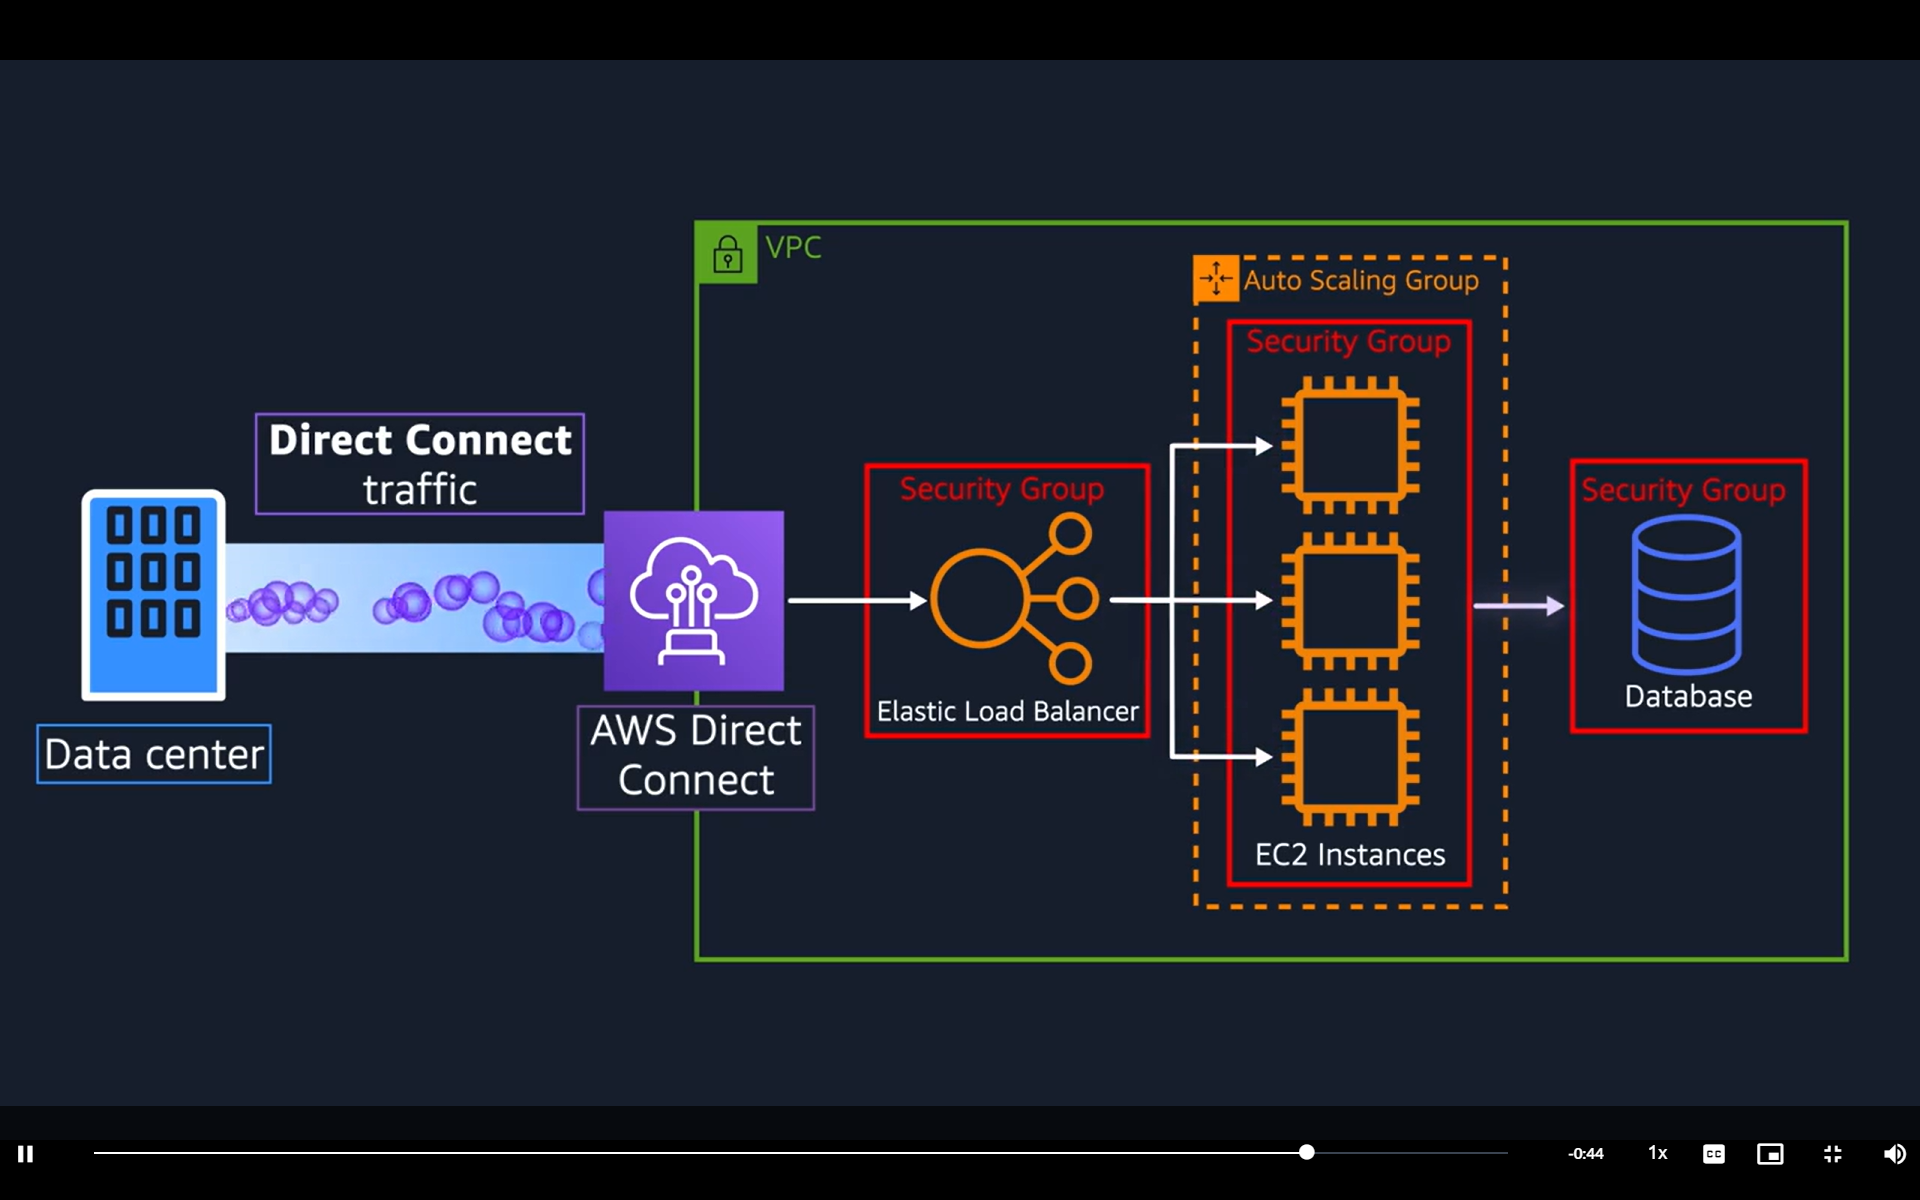 VPC
Auto Scaling Group
Security Group
Direct Connect
traffic
Security Group
Security Group
Elastic Load Balancer
Database
Data center
AWS Direct
Connect
EC2 Instances
-0:44
1x
CC